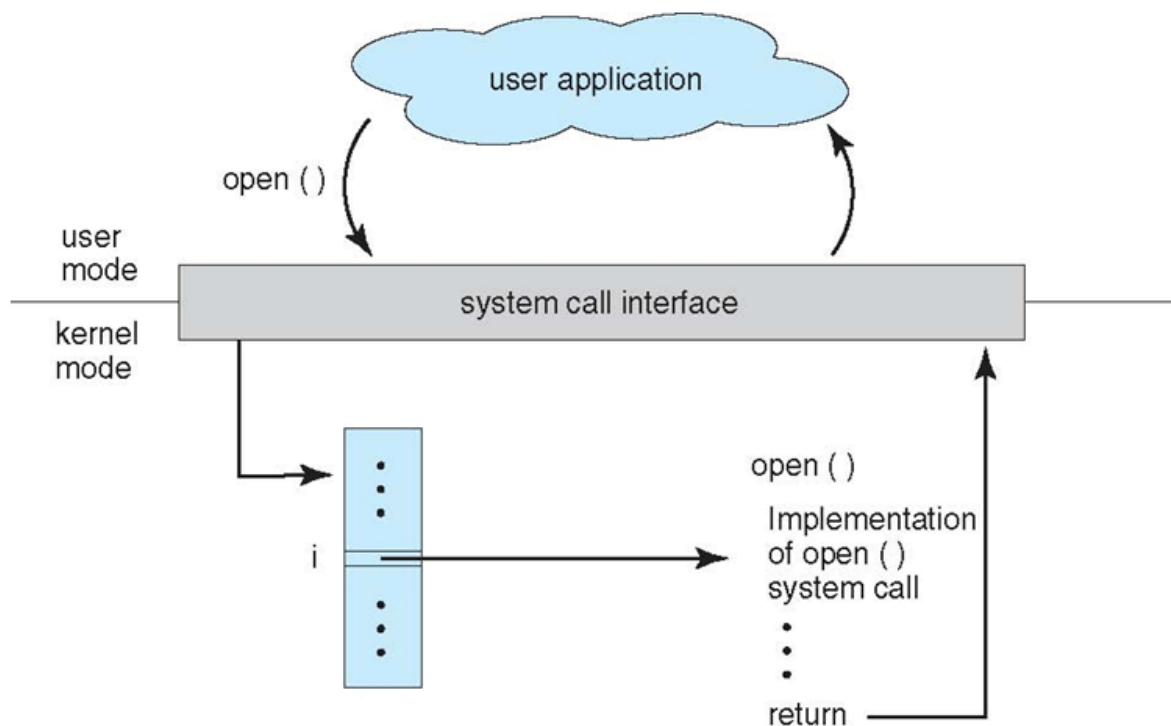 user application
open ( )
user
mode
system call interface
kernel
mode
open ( )
Implementation
i
of open ( )
system call
return